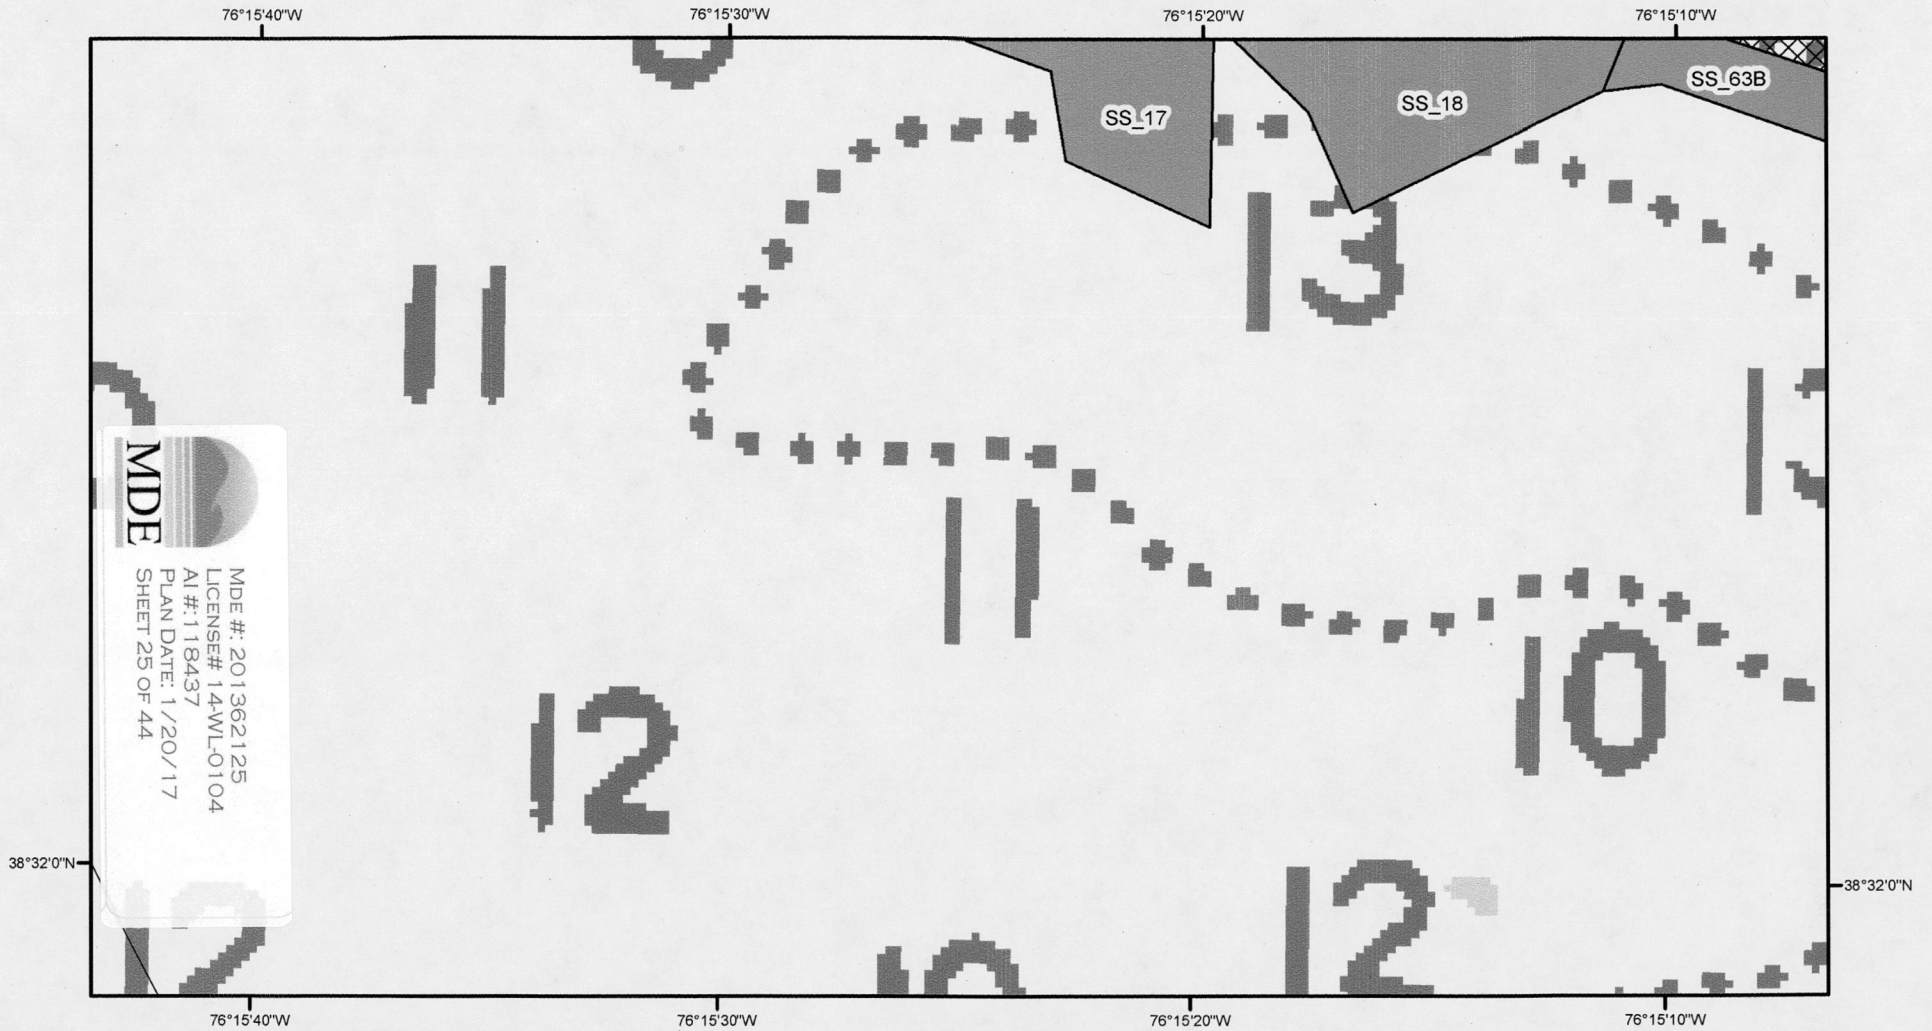 76°15'40"W
76°15'30"W
76°15'20"W
76°15'10"W
SS_17
SS_18
SS_63B
13
11
11
10
12
12
12
MDE
MDE #: 201362125
LICENSE# 14-WL-0104
AI #: 118437
PLAN DATE: 1/20/17
SHEET 25 OF 44
38°32'0"N
38°32'0"N
76°15'40"W
76°15'30"W
76°15'20"W
76°15'10"W